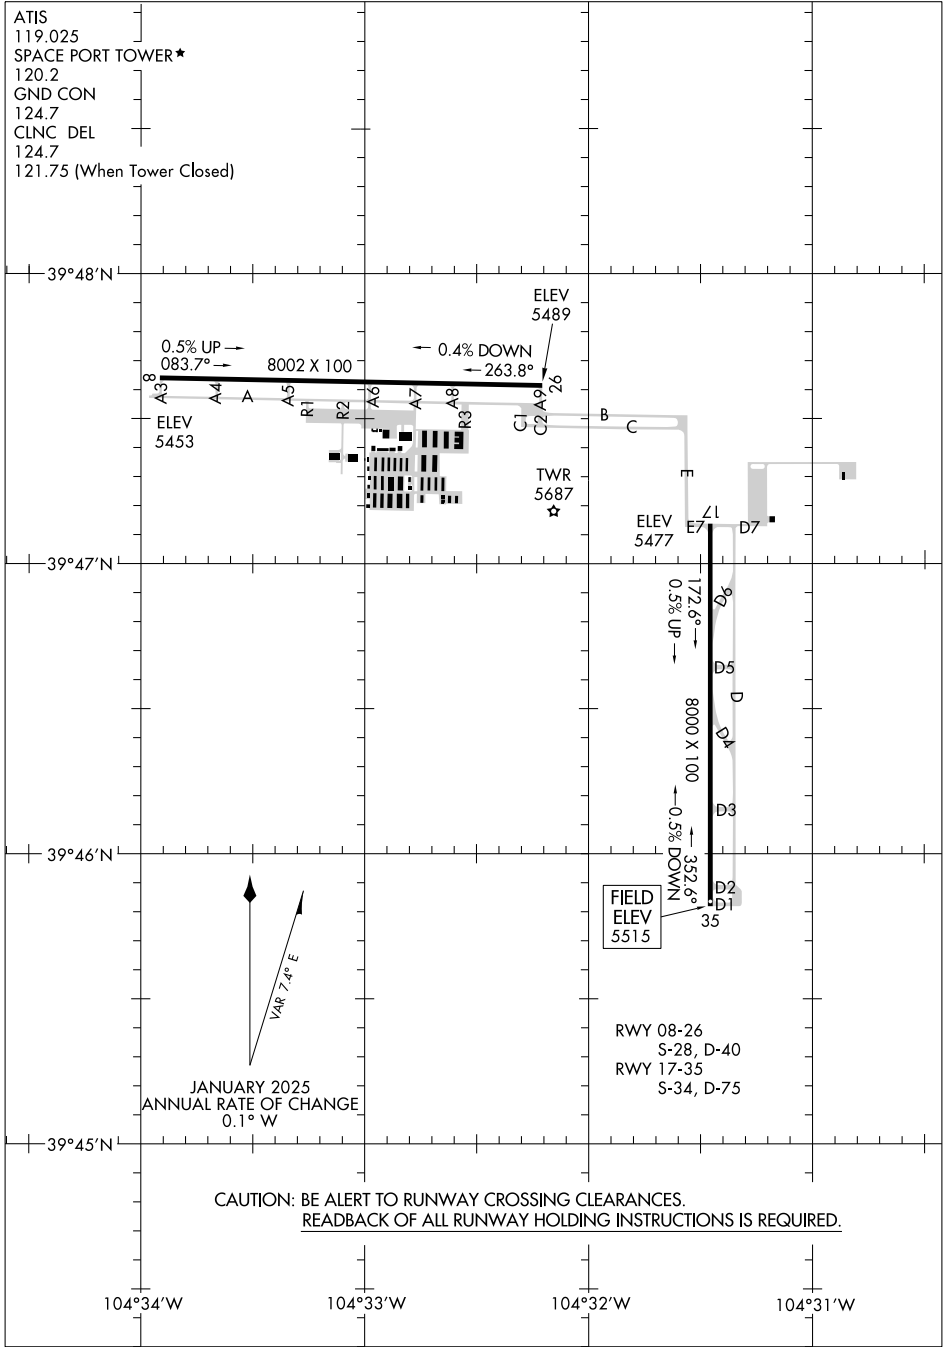 ATIS
119.025
SPACE PORT TOWER★
120.2
GND CON
124.7
CLNC DEL
124.7
121.75 (When Tower Closed)
39°48'N
ELEV
5489
0.5% UP →
083.7° →
8002 X 100
← 0.4% DOWN
← 263.8°
8
26
A3
A4
A
A5
R1
R2
A6
A7
A8
R3
A9
C1
C2
B
C
ELEV
5453
E
TWR
5687
ELEV
5477
17
E7
D7
39°47'N
172.6° →
0.5% UP →
D6
D5
D
8000 X 100
D4
D3
39°46'N
← 0.5% DOWN
← 352.6°
D2
D1
35
FIELD
ELEV
5515
VAR 7.4° E
JANUARY 2025
ANNUAL RATE OF CHANGE
0.1° W
RWY 08-26
S-28, D-40
RWY 17-35
S-34, D-75
39°45'N
CAUTION: BE ALERT TO RUNWAY CROSSING CLEARANCES.
READBACK OF ALL RUNWAY HOLDING INSTRUCTIONS IS REQUIRED.
104°34'W
104°33'W
104°32'W
104°31'W